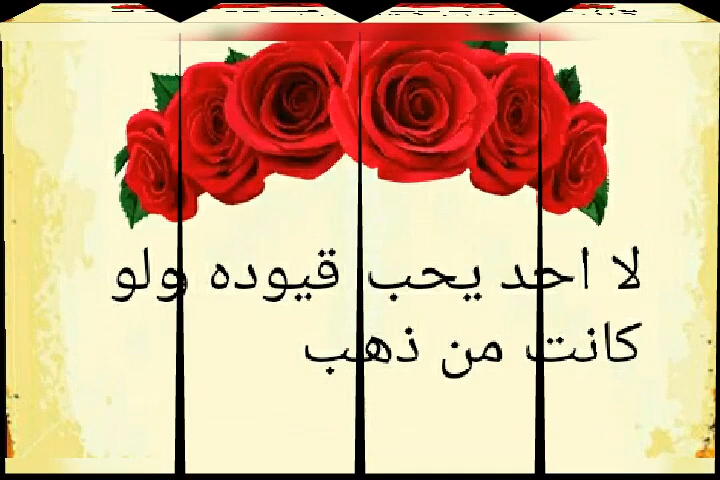 لا احد يحب قيوده ولو
كانت من ذهب